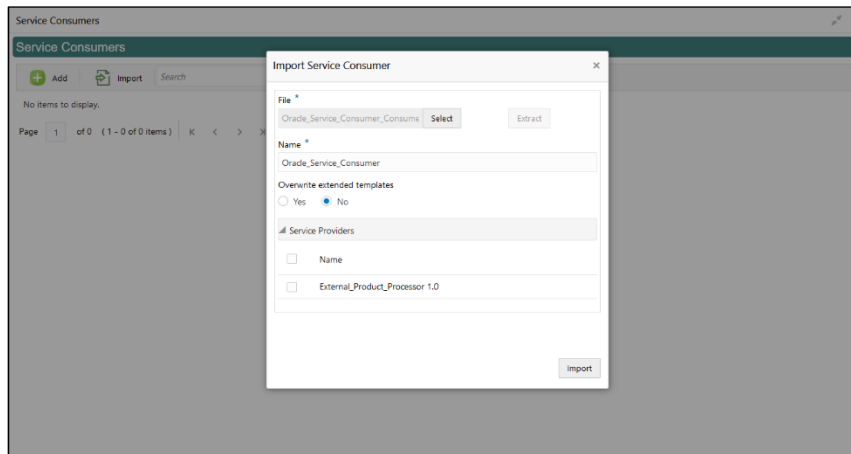 Service Consumers
Service Consumers
Add Import Search
No items to display.
Page 1 of 0 (1 - 0 of 0 items)
Import Service Consumer
File *
Oracle_Service_Consumer_Consume Select Extract
Name *
Oracle_Service_Consumer
Overwrite extended templates
Yes No
Service Providers
Name
External_Product_Processor 1.0
Import